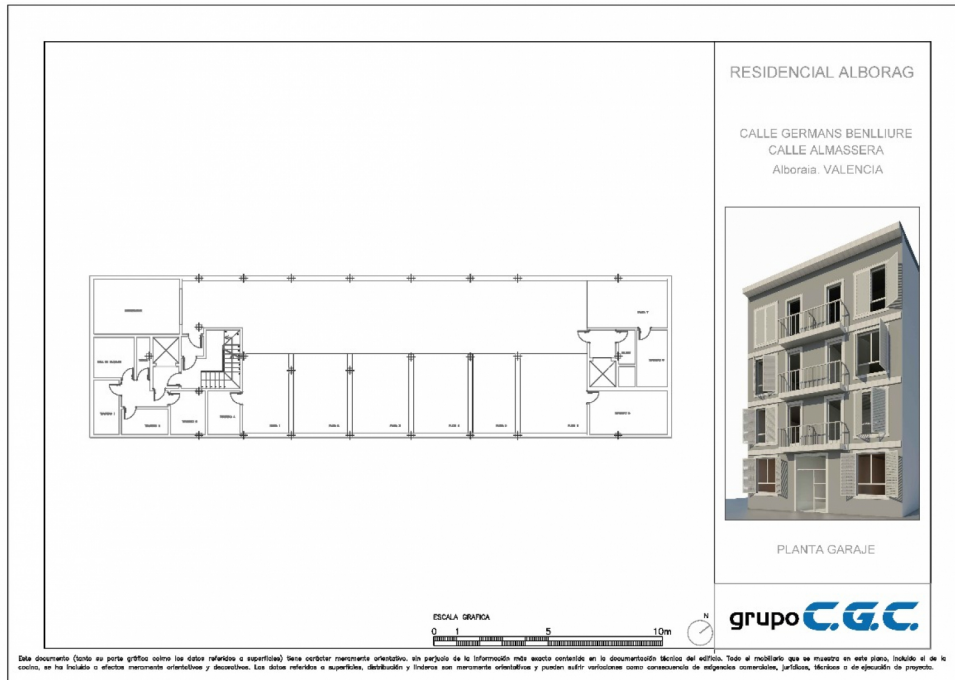 RESIDENCIAL ALBORAG
CALLE GERMANS BENLLIURE
CALLE ALMASSERA
Alboraia. VALENCIA
PLANTA GARAJE
grupo C.G.C.
ESCALA GRAFICA
0 1 5 10m
N
Este documento (tanto su parte gráfica como los datos referidos a superficies) tiene carácter meramente orientativo, sin perjuicio de la información más exacta contenida en la documentación técnica del edificio. Todo el mobiliario que se muestra en este plano, incluido el de la
cocina, se ha incluido a efectos meramente orientativos y decorativos. Los datos referidos a superficies, distribución y linderos son meramente orientativos y pueden sufrir variaciones como consecuencia de exigencias comerciales, jurídicas, técnicas o de ejecución de proyecto.